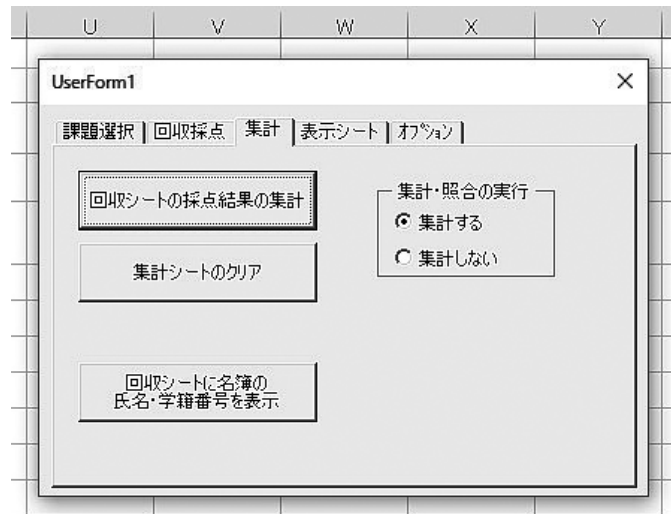 U V W X Y
UserForm1
課題選択 回収採点 集計 表示シート オプション
回収シートの採点結果の集計
集計シートのクリア
回収シートに名簿の
氏名・学籍番号を表示
集計・照合の実行
集計する
集計しない